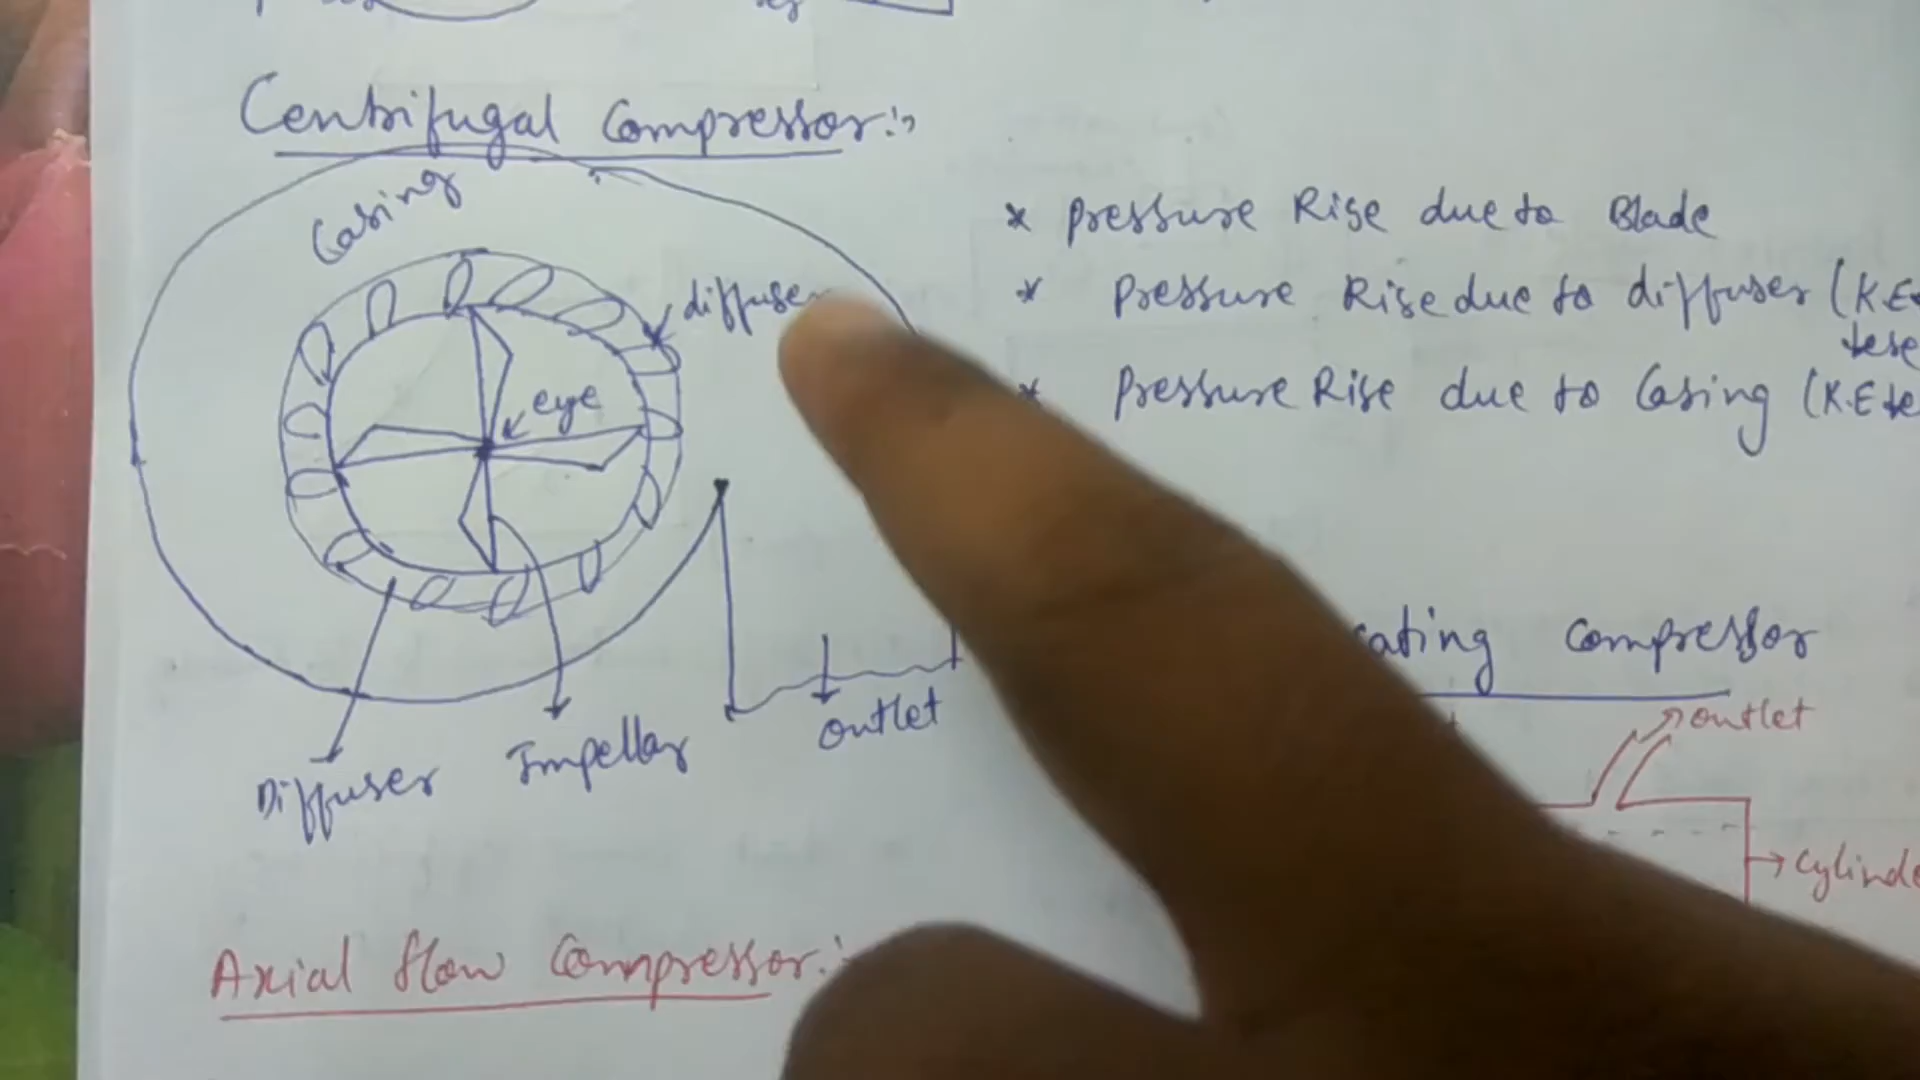 Centrifugal Compressor:-
Casing
* Pressure Rise due to Blade
diffuser
* Pressure Rise due to diffuser (K.E
eye
* Pressure Rise due to Casing (K.E
compressor
outlet
outlet
Impellar
Diffuser
Axial flow Compressor:-